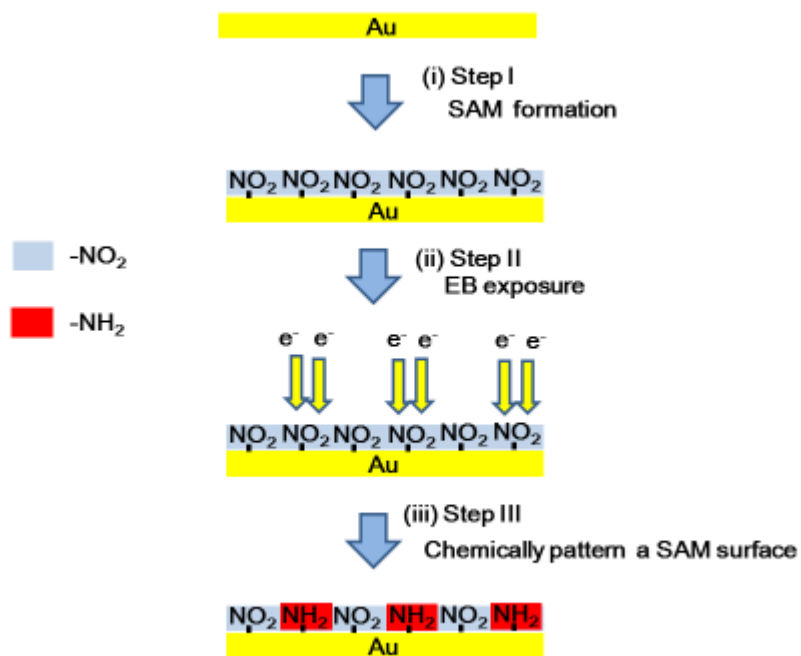 Au
(i) Step I
SAM formation
NO₂ NO₂ NO₂ NO₂ NO₂ NO₂
Au
-NO₂
(ii) Step II
EB exposure
-NH₂
e⁻ e⁻ e⁻ e⁻ e⁻ e⁻
NO₂ NO₂ NO₂ NO₂ NO₂ NO₂
Au
(iii) Step III
Chemically pattern a SAM surface
NO₂ NH₂ NO₂ NH₂ NO₂ NH₂
Au